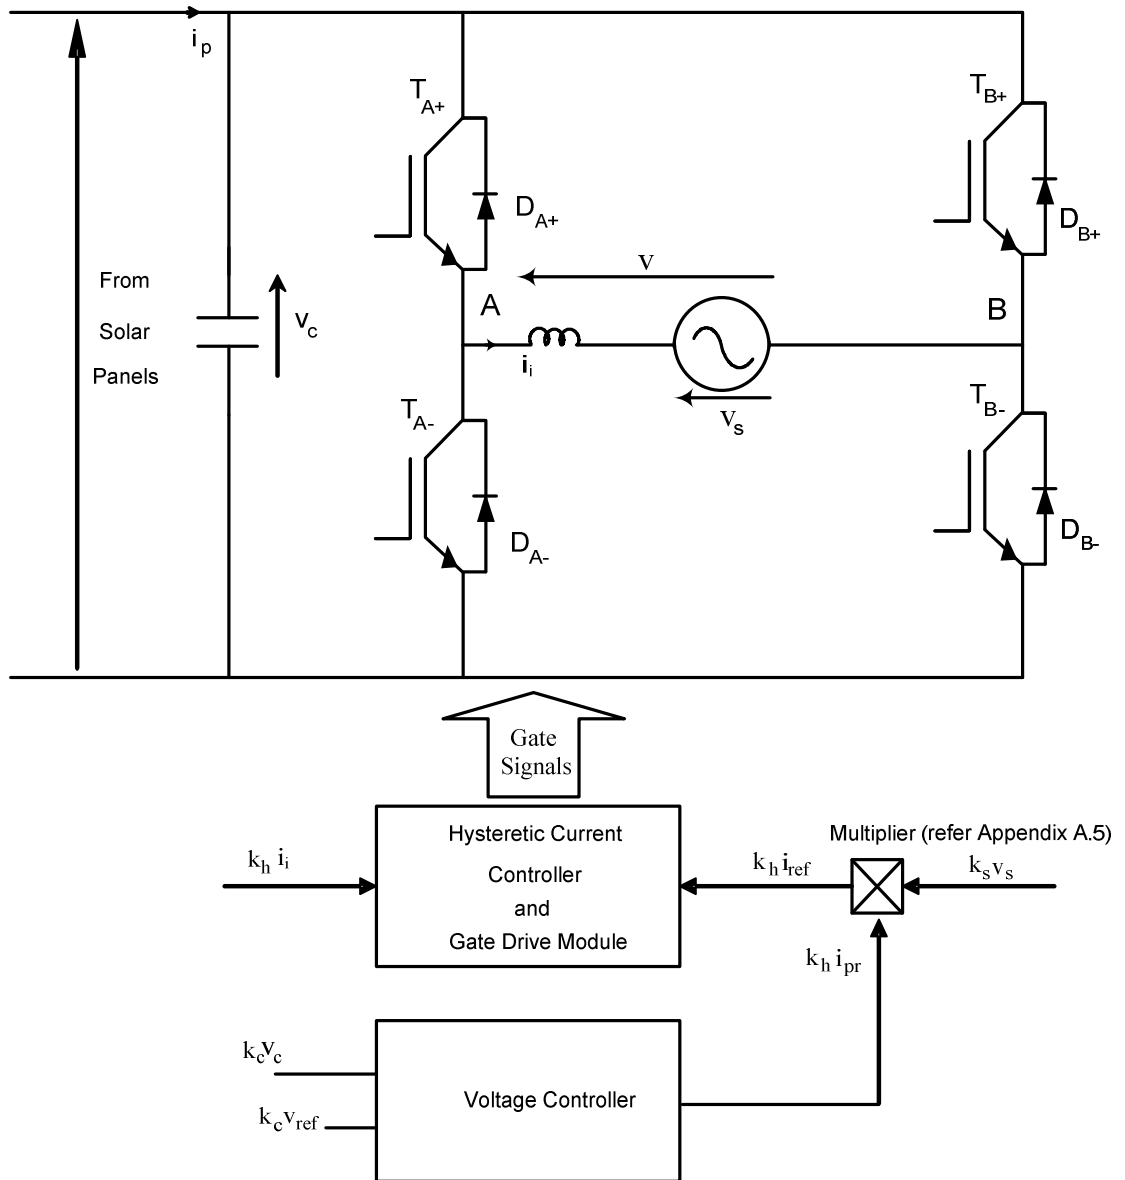 i p
T A+
T B+
D A+
D B+
v
From
Solar
Panels
v c
A
B
i i
v s
T A-
T B-
D A-
D B-
Gate
Signals
Hysteretic Current
Controller
and
Gate Drive Module
k h i i
k h i ref
Multiplier (refer Appendix A.5)
k s v s
k h i pr
k c v c
k c v ref
Voltage Controller